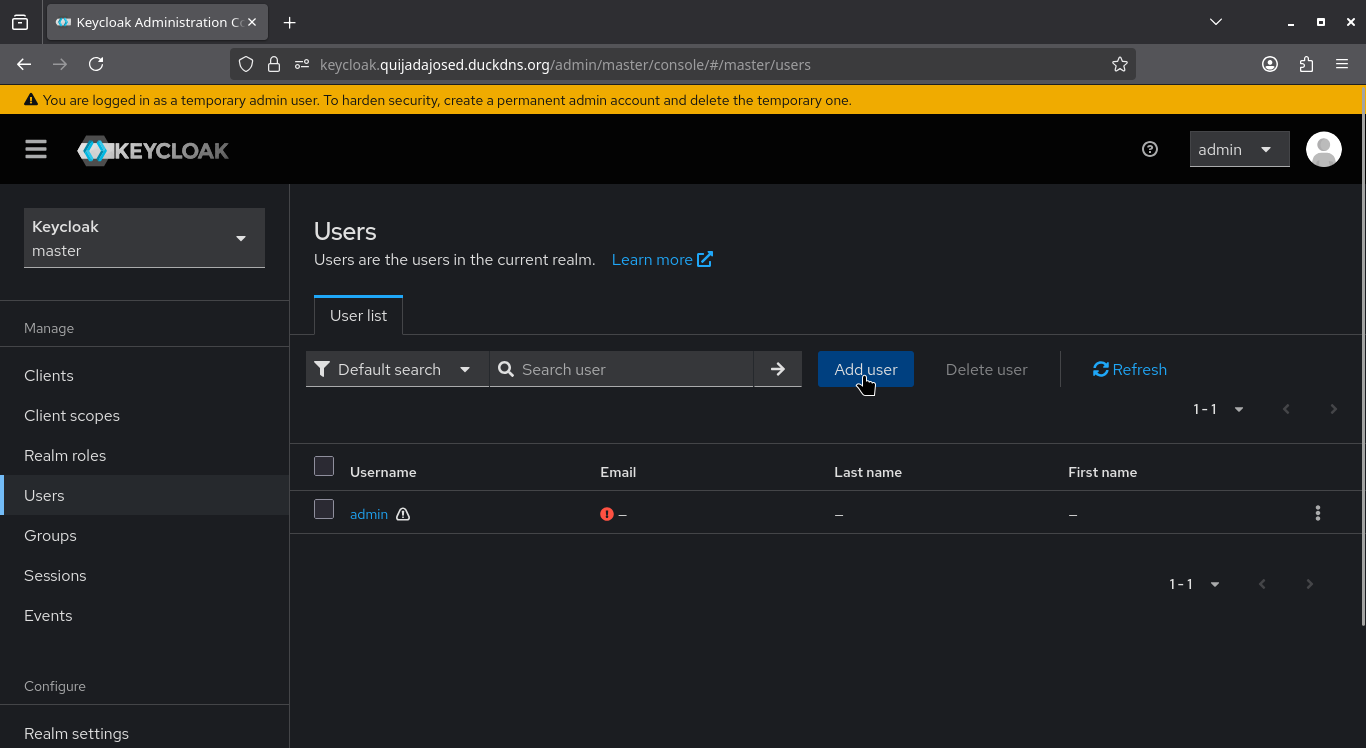 Keycloak Administration C
keycloak.quijadajosed.duckdns.org/admin/master/console/#/master/users
You are logged in as a temporary admin user. To harden security, create a permanent admin account and delete the temporary one.
KEYCLOAK
admin
Keycloak
master
Manage
Clients
Client scopes
Realm roles
Users
Groups
Sessions
Events
Configure
Realm settings
Users
Users are the users in the current realm. Learn more
User list
Default search Search user Add user Delete user Refresh
1 - 1
Username Email Last name First name
admin – – –
1 - 1